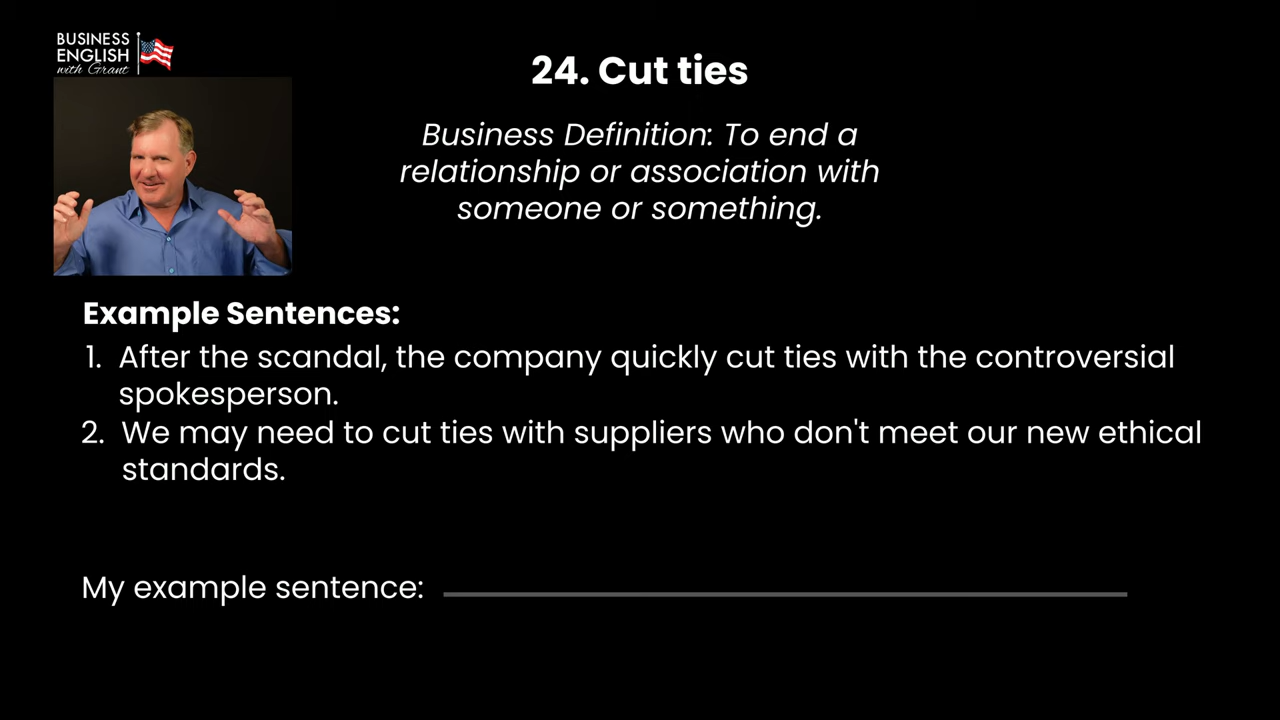 BUSINESS
ENGLISH
with Grant
24. Cut ties
Business Definition: To end a
relationship or association with
someone or something.
Example Sentences:
1. After the scandal, the company quickly cut ties with the controversial
spokesperson.
2. We may need to cut ties with suppliers who don't meet our new ethical
standards.
My example sentence: